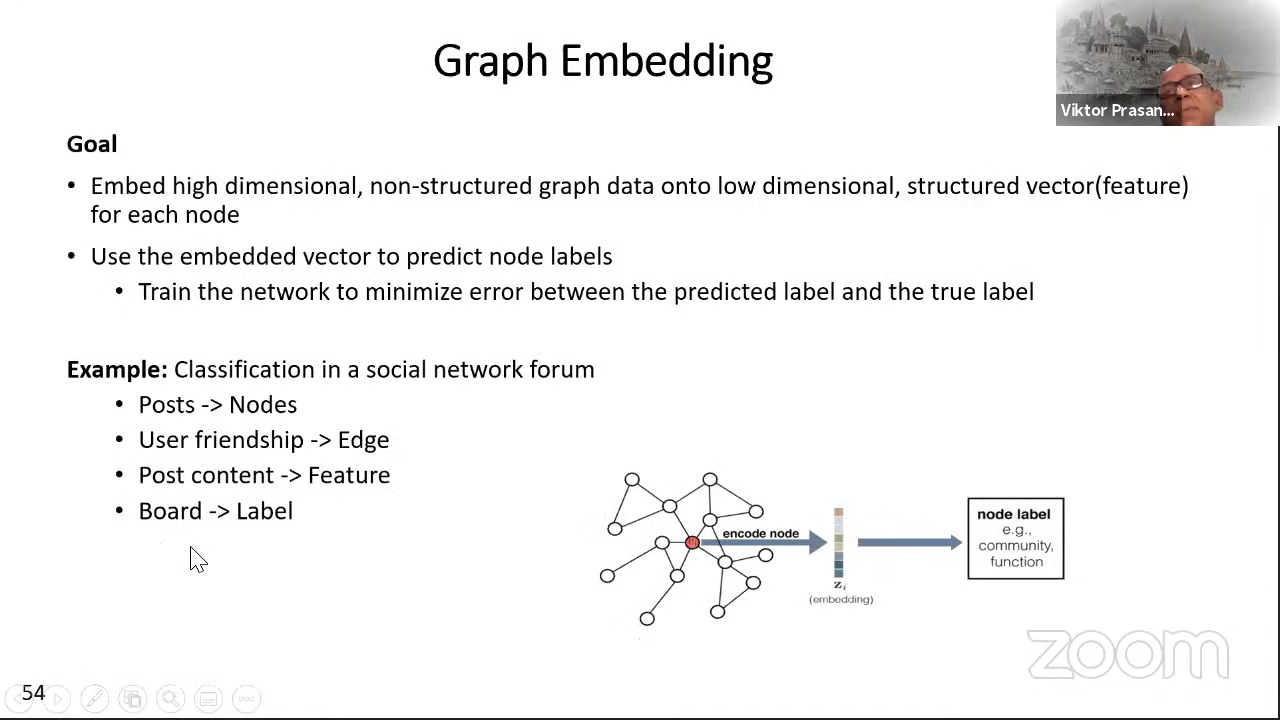 Graph Embedding
Viktor Prasan...
Goal
• Embed high dimensional, non-structured graph data onto low dimensional, structured vector(feature)
for each node
• Use the embedded vector to predict node labels
• Train the network to minimize error between the predicted label and the true label
Example: Classification in a social network forum
• Posts -> Nodes
• User friendship -> Edge
• Post content -> Feature
• Board -> Label
encode node
z_i
(embedding)
node label
e.g.,
community,
function
zoom
54